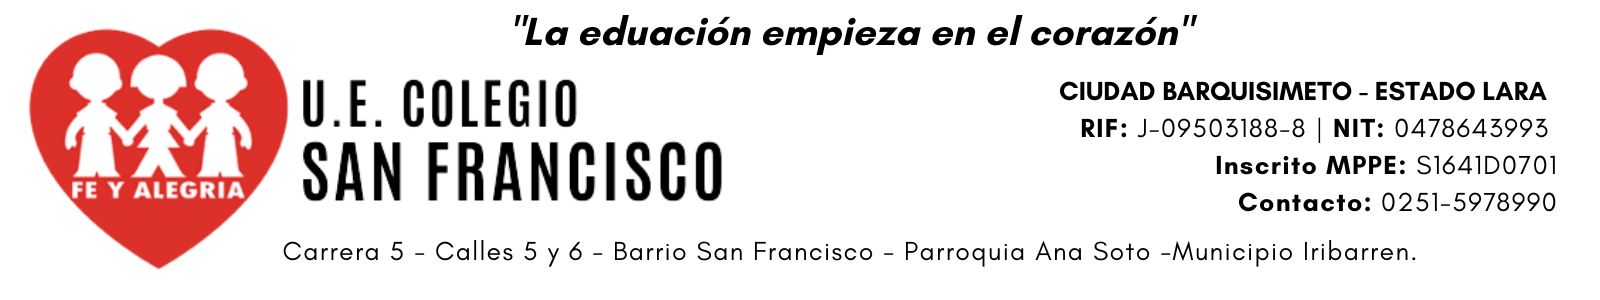 "La eduación empieza en el corazón"
FE Y ALEGRIA
U.E. COLEGIO
SAN FRANCISCO
CIUDAD BARQUISIMETO - ESTADO LARA
RIF: J-09503188-8 | NIT: 0478643993
Inscrito MPPE: S1641D0701
Contacto: 0251-5978990
Carrera 5 - Calles 5 y 6 - Barrio San Francisco - Parroquia Ana Soto -Municipio Iribarren.